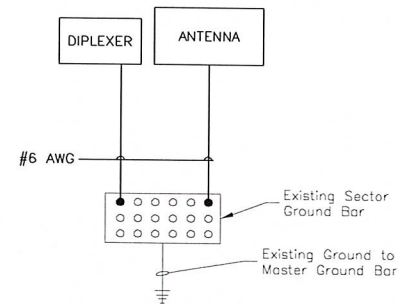 DIPLEXER
ANTENNA
#6 AWG
Existing Sector
Ground Bar
Existing Ground to
Master Ground Bar